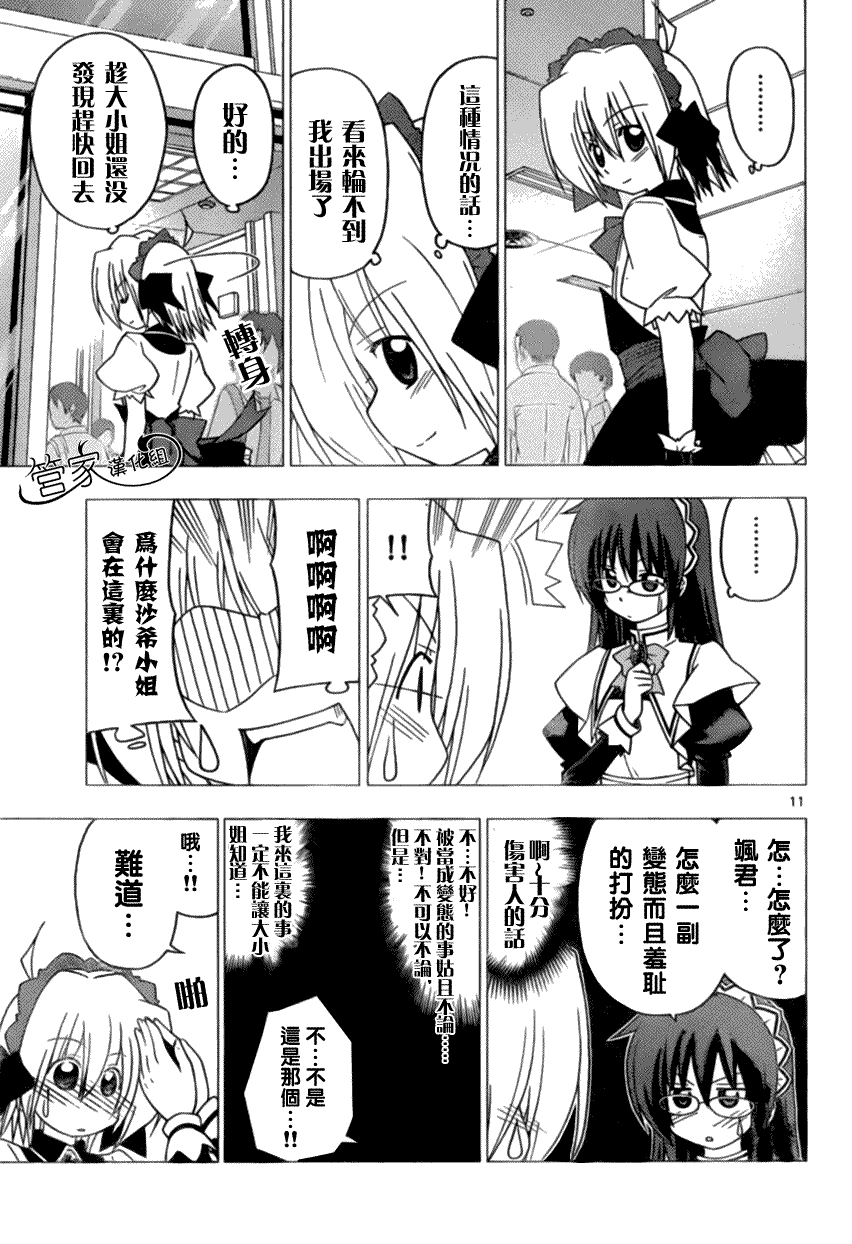 ………
這種情況的話…
看來輪不到
我出場了
好的…
趁大小姐還没
發現趕快回去
轉身
管家漢化組
………
!!
啊啊啊啊
爲什麼沙希小姐
會在這裏的!?
11
怎…怎麼了?
颯君…
怎麼一副
變態而且羞恥
的打扮…
啊~十分
傷害人的話
不…不好!
被當成變態的事姑且不論……
不對!不可以不論,
但是…
我來這裏的事
一定不能讓大小
姐知道…
不…不是
這是那個…!!
哦…!!
難道…
啪